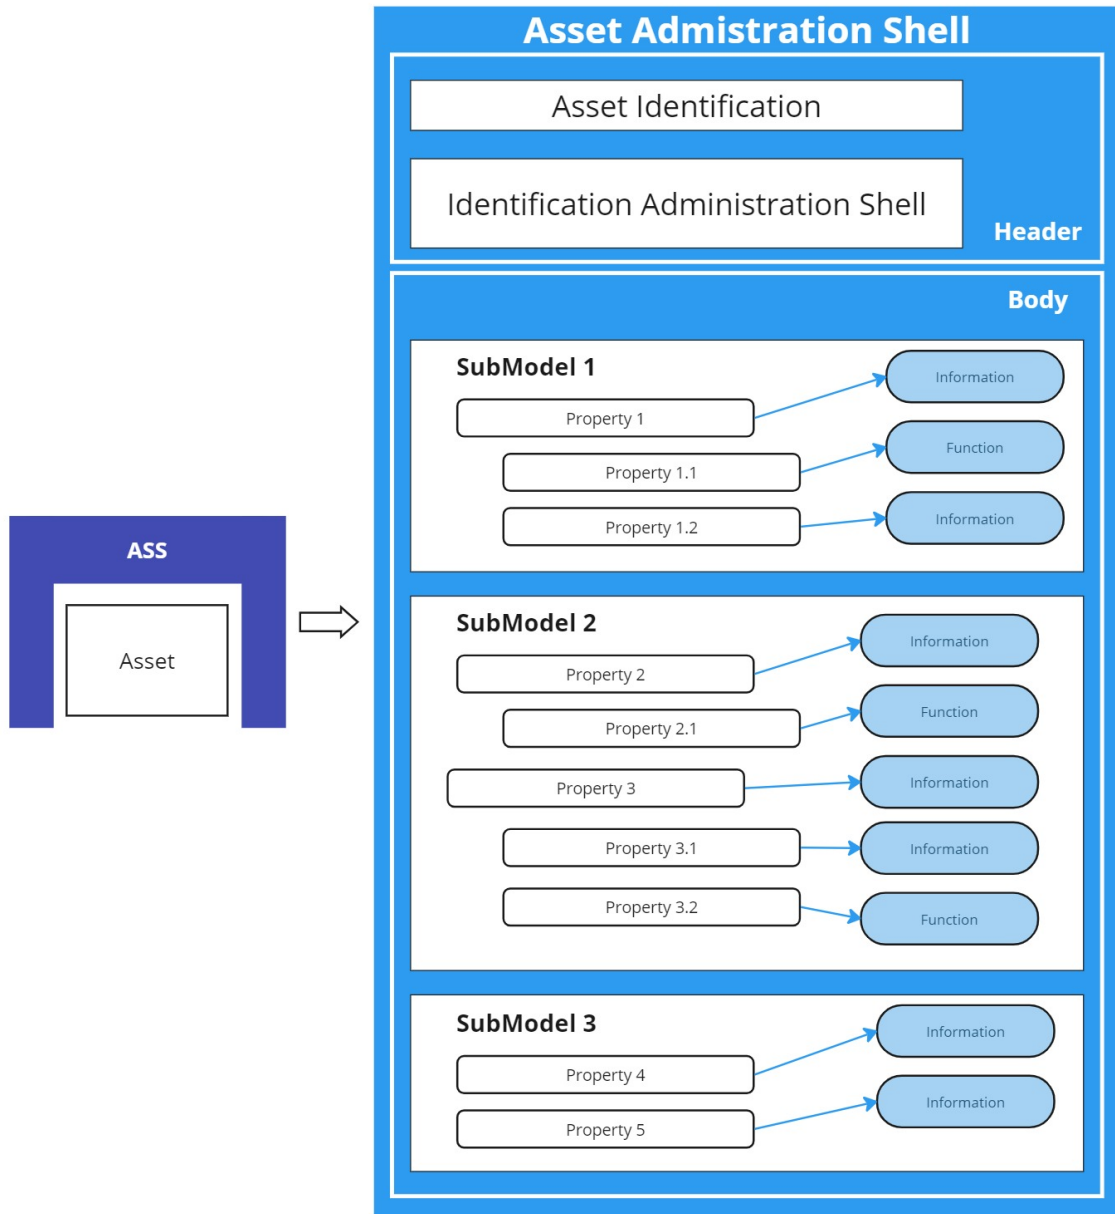 Asset Admistration Shell
Asset Identification
Identification Administration Shell
Header
Body
SubModel 1
Property 1
Information
Property 1.1
Function
Property 1.2
Information
ASS
Asset
SubModel 2
Property 2
Information
Property 2.1
Function
Property 3
Information
Property 3.1
Information
Property 3.2
Function
SubModel 3
Property 4
Information
Property 5
Information